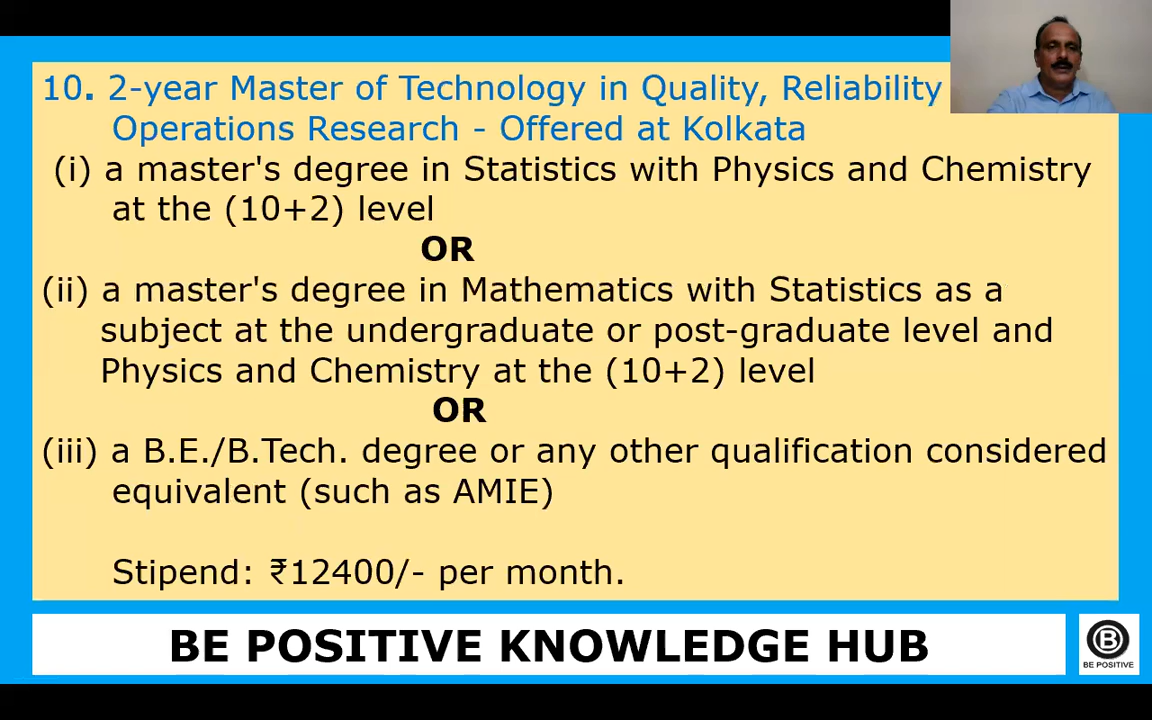 10. 2-year Master of Technology in Quality, Reliability
Operations Research - Offered at Kolkata
(i) a master's degree in Statistics with Physics and Chemistry
at the (10+2) level
OR
(ii) a master's degree in Mathematics with Statistics as a
subject at the undergraduate or post-graduate level and
Physics and Chemistry at the (10+2) level
OR
(iii) a B.E./B.Tech. degree or any other qualification considered
equivalent (such as AMIE)
Stipend: ₹12400/- per month.
BE POSITIVE KNOWLEDGE HUB
B
BE POSITIVE